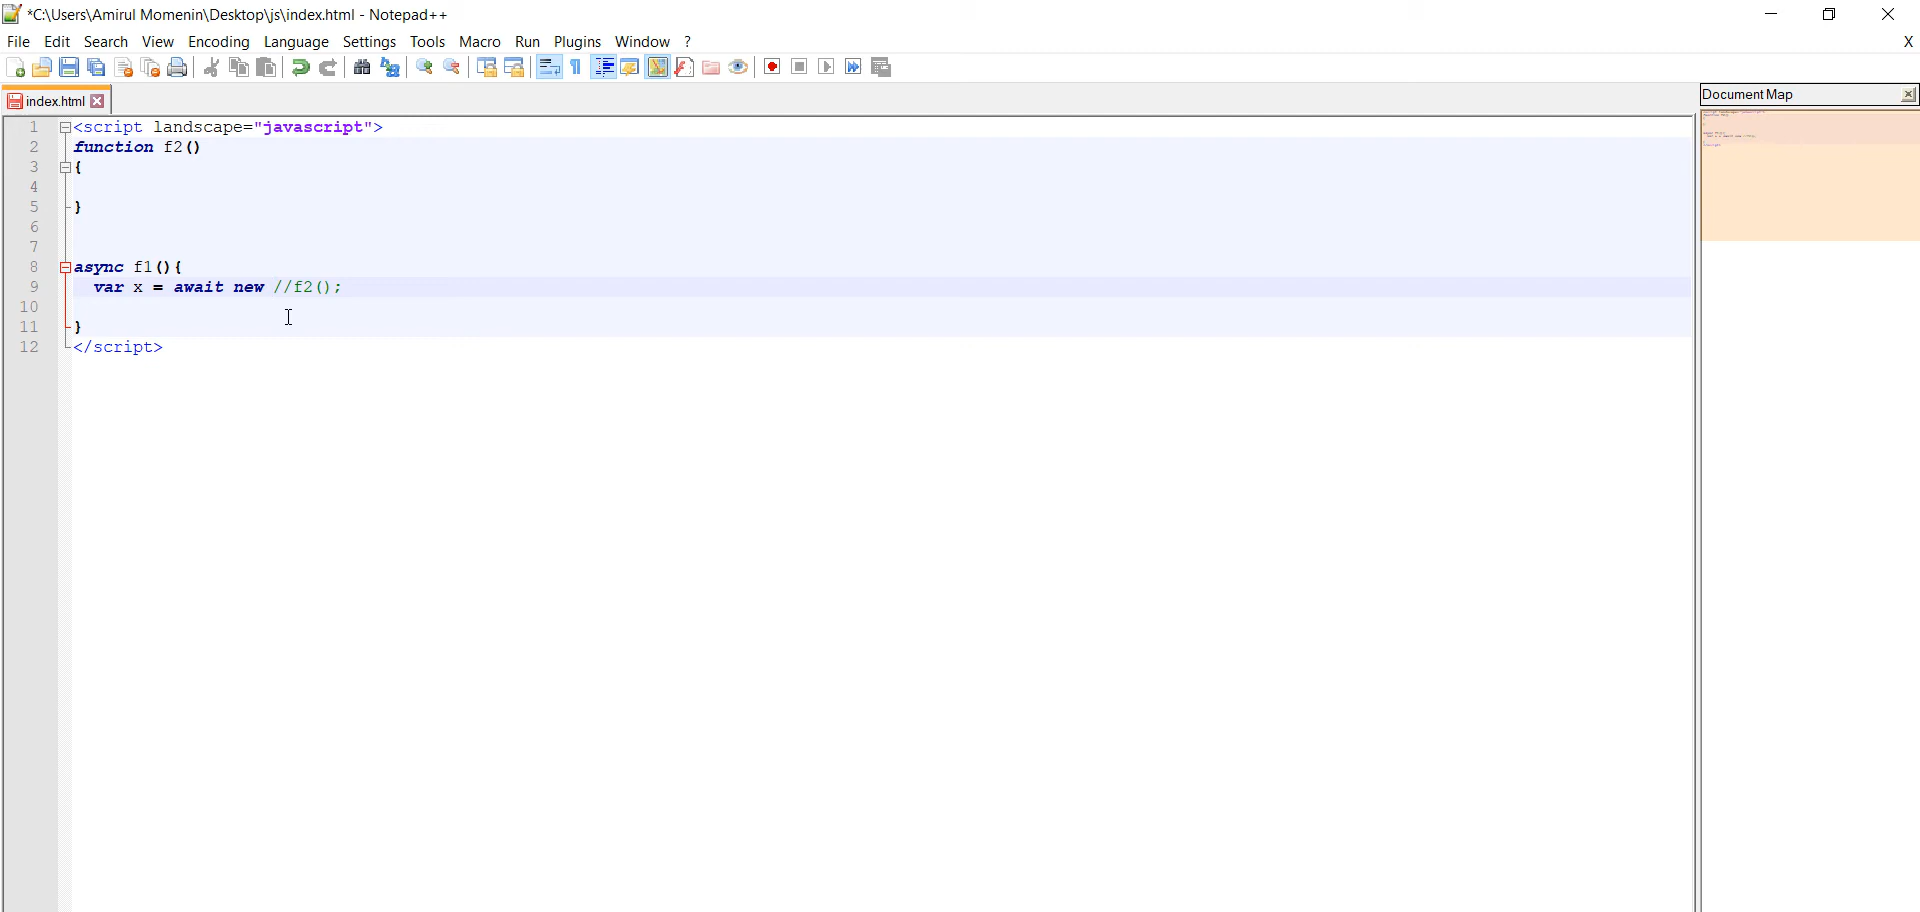 *C:\Users\Amirul Momenin\Desktop\js\index.html - Notepad++
File Edit Search View Encoding Language Settings Tools Macro Run Plugins Window ? X
index.html
Document Map
1 <script landscape="javascript">
2 function f2()
3 {
4
5 }
6
7
8 async f1(){
9 var x = await new //f2();
10
11 }
12 </script>